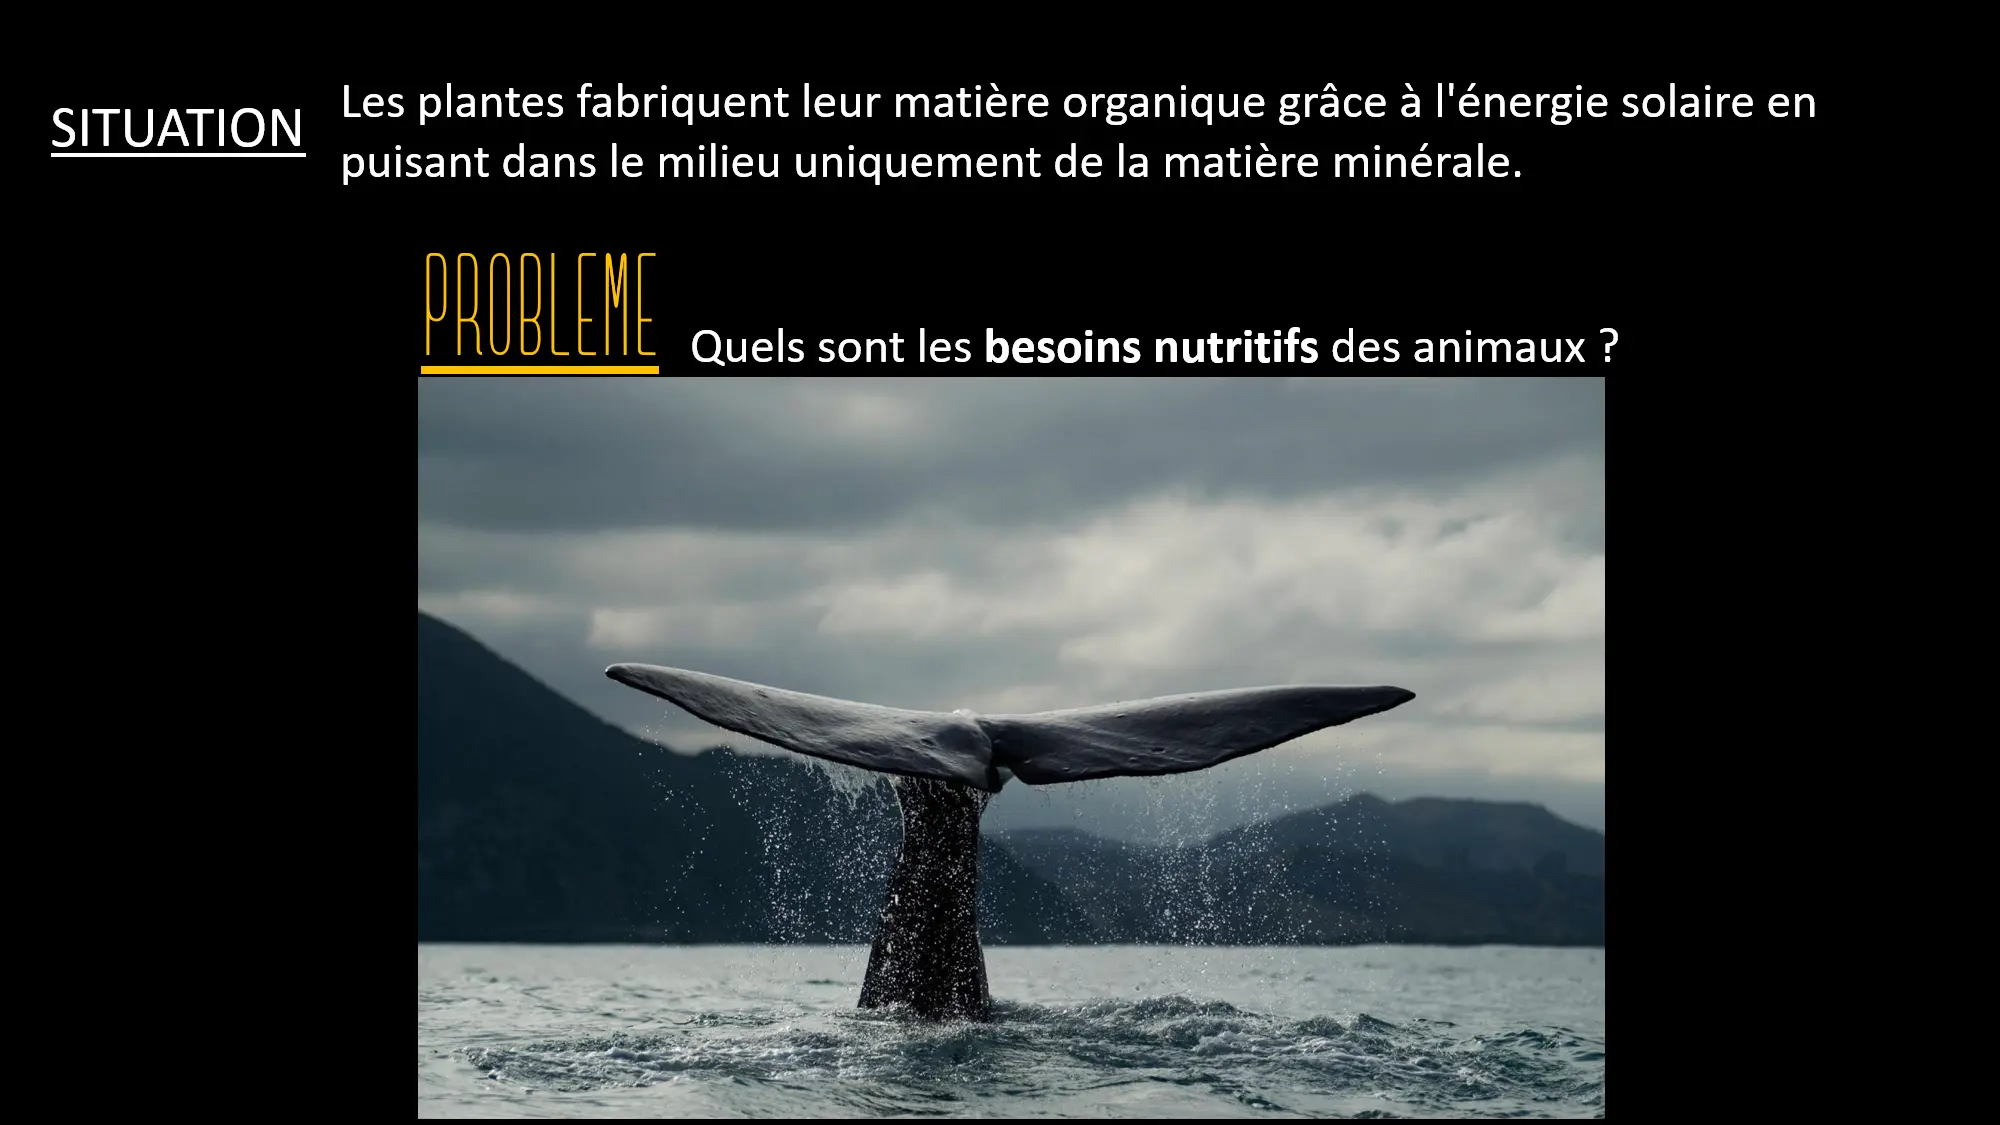 SITUATION
Les plantes fabriquent leur matière organique grâce à l'énergie solaire en
puisant dans le milieu uniquement de la matière minérale.
PROBLEME
Quels sont les besoins nutritifs des animaux ?